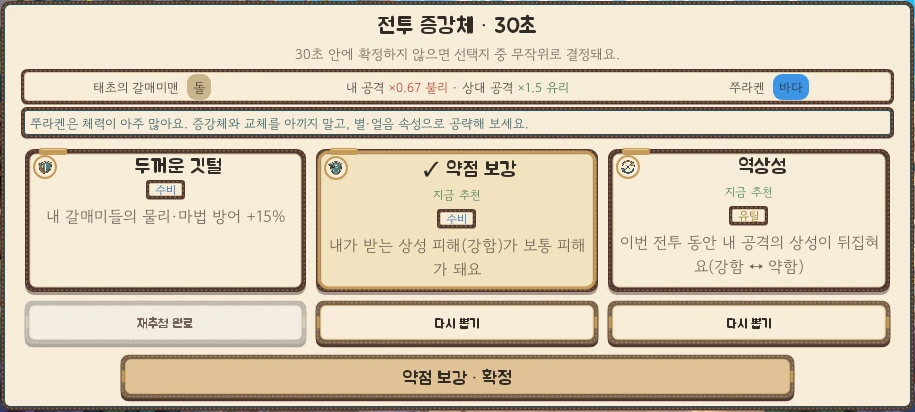 전투 증강체 · 30초
30초 안에 확정하지 않으면 선택지 중 무작위로 결정돼요.
태초의 갈매미맨 돌 내 공격 ×0.67 불리 · 상대 공격 ×1.5 유리 쭈라켄 바다
쭈라켄은 체력이 아주 많아요. 증강체와 교체를 아끼지 말고, 별·얼음 속성으로 공략해 보세요.
두꺼운 깃털
수비
내 갈매미들의 물리·마법 방어 +15%
✓ 약점 보강
지금 추천
수비
내가 받는 상성 피해(강함)가 보통 피해
가 돼요
역상성
지금 추천
유틸
이번 전투 동안 내 공격의 상성이 뒤집혀
요(강함 ↔ 약함)
재추첨 완료
다시 뽑기
다시 뽑기
약점 보강 · 확정